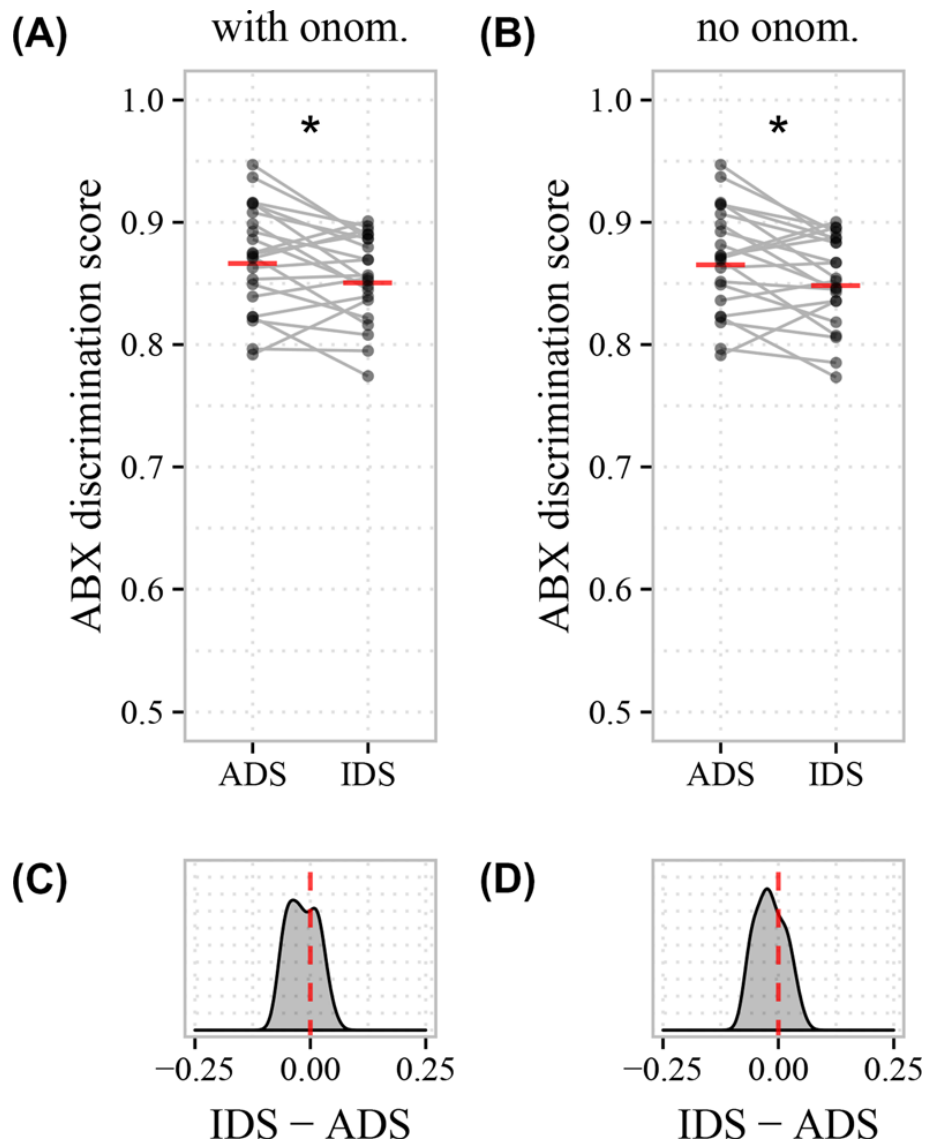 (A) with onom.
ABX discrimination score
1.0
*
0.9
0.8
0.7
0.6
0.5
ADS IDS
(B) no onom.
ABX discrimination score
1.0
*
0.9
0.8
0.7
0.6
0.5
ADS IDS
(C)
−0.25 0.00 0.25
IDS − ADS
(D)
−0.25 0.00 0.25
IDS − ADS